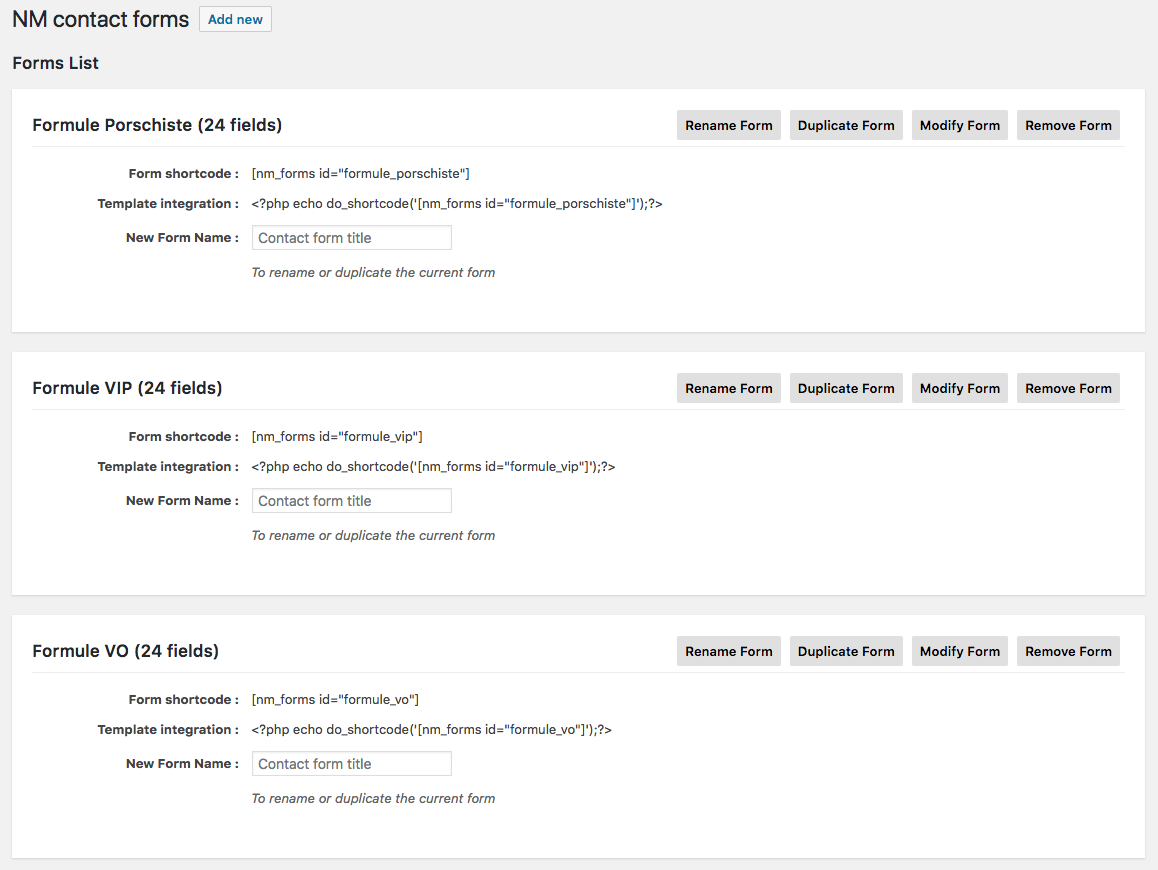 NM contact forms Add new
Forms List
Formule Porschiste (24 fields) Rename Form Duplicate Form Modify Form Remove Form
Form shortcode : [nm_forms id="formule_porschiste"]
Template integration : <?php echo do_shortcode('[nm_forms id="formule_porschiste"]');?>
New Form Name : Contact form title
To rename or duplicate the current form
Formule VIP (24 fields) Rename Form Duplicate Form Modify Form Remove Form
Form shortcode : [nm_forms id="formule_vip"]
Template integration : <?php echo do_shortcode('[nm_forms id="formule_vip"]');?>
New Form Name : Contact form title
To rename or duplicate the current form
Formule VO (24 fields) Rename Form Duplicate Form Modify Form Remove Form
Form shortcode : [nm_forms id="formule_vo"]
Template integration : <?php echo do_shortcode('[nm_forms id="formule_vo"]');?>
New Form Name : Contact form title
To rename or duplicate the current form